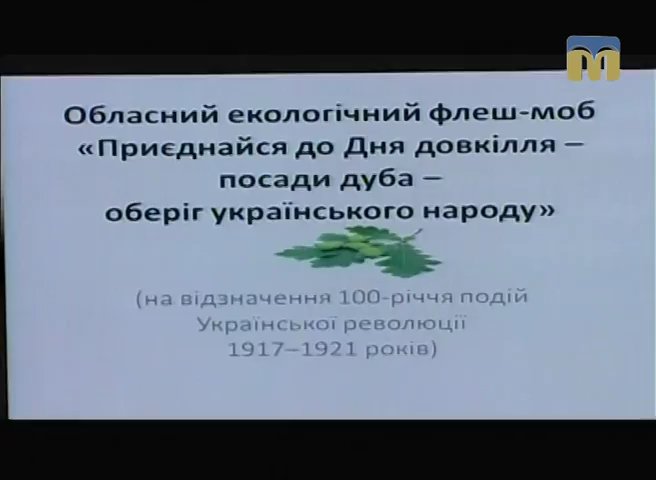 Обласний екологічний флеш-моб
«Приєднайся до Дня довкілля –
посади дуба –
оберіг українського народу»
(на відзначення 100-річчя подій
Української революції
1917–1921 років)